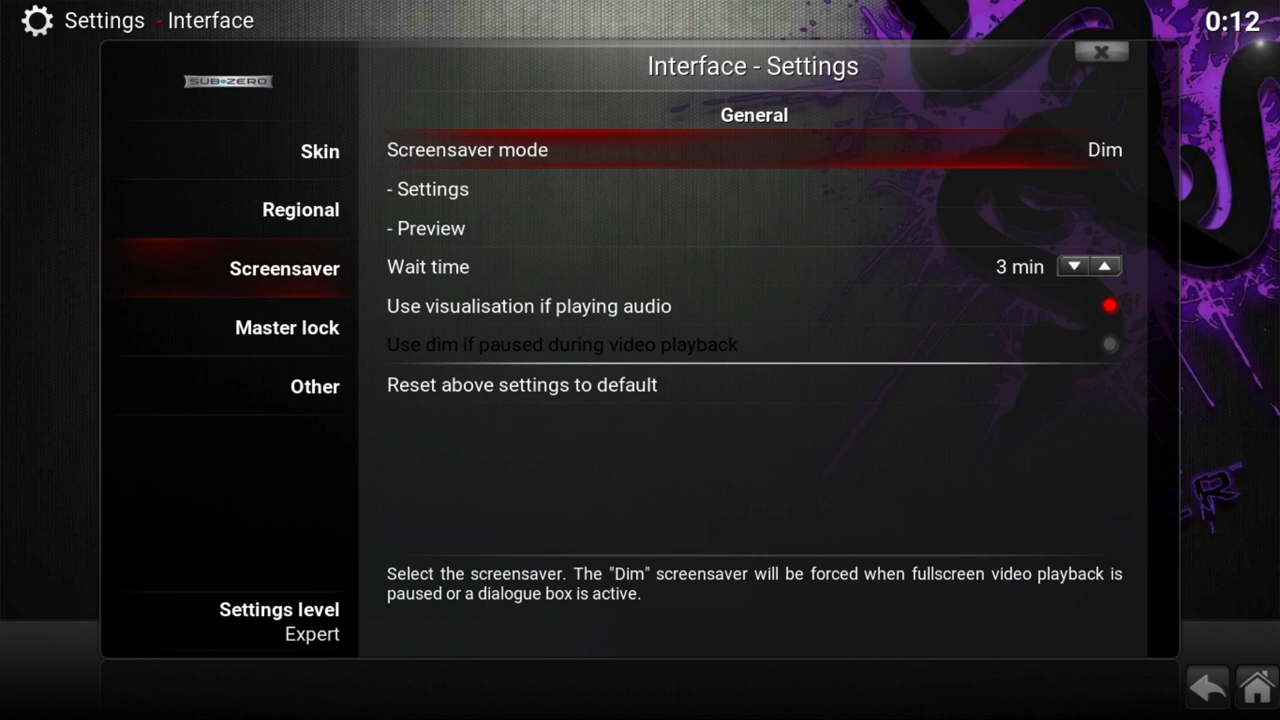 Settings - Interface
0:12
SUB-ZERO
Interface - Settings
General
Skin
Regional
Screensaver
Master lock
Other
Screensaver mode Dim
- Settings
- Preview
Wait time 3 min
Use visualisation if playing audio
Use dim if paused during video playback
Reset above settings to default
Select the screensaver. The "Dim" screensaver will be forced when fullscreen video playback is
paused or a dialogue box is active.
Settings level
Expert
R